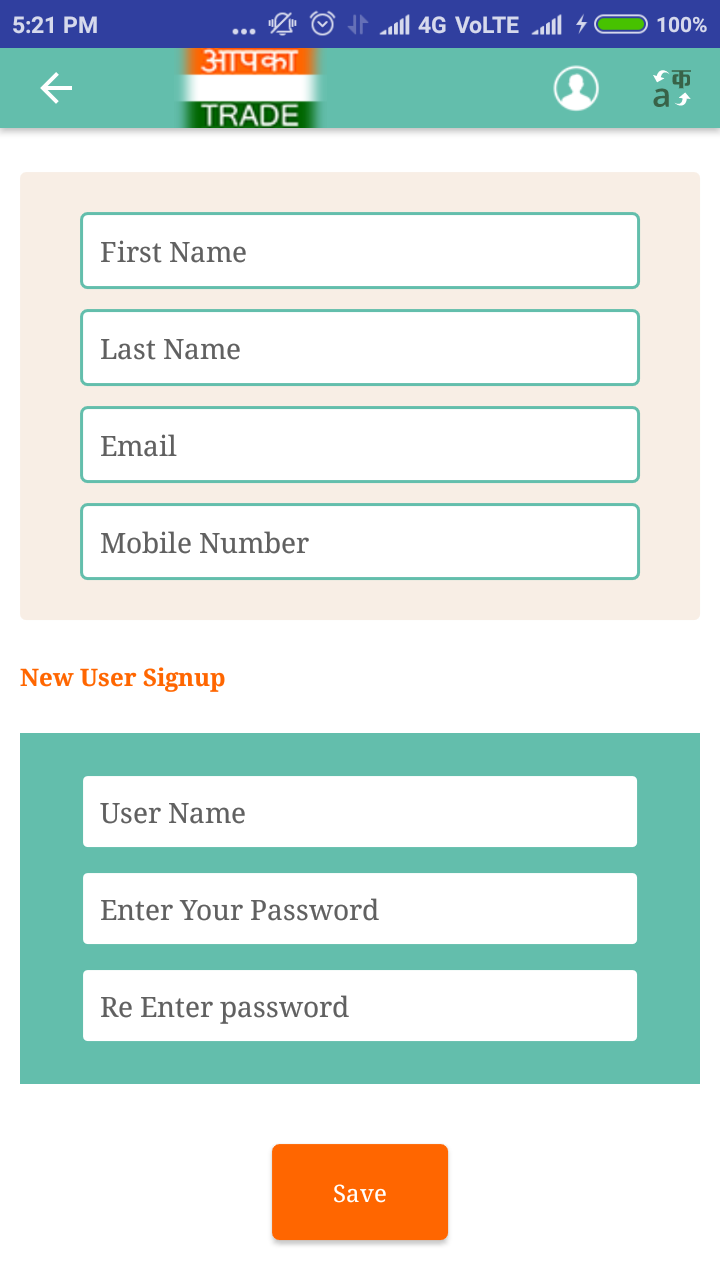 5:21 PM ... 4G VoLTE 100%
आपका
TRADE
a क
First Name
Last Name
Email
Mobile Number
New User Signup
User Name
Enter Your Password
Re Enter password
Save